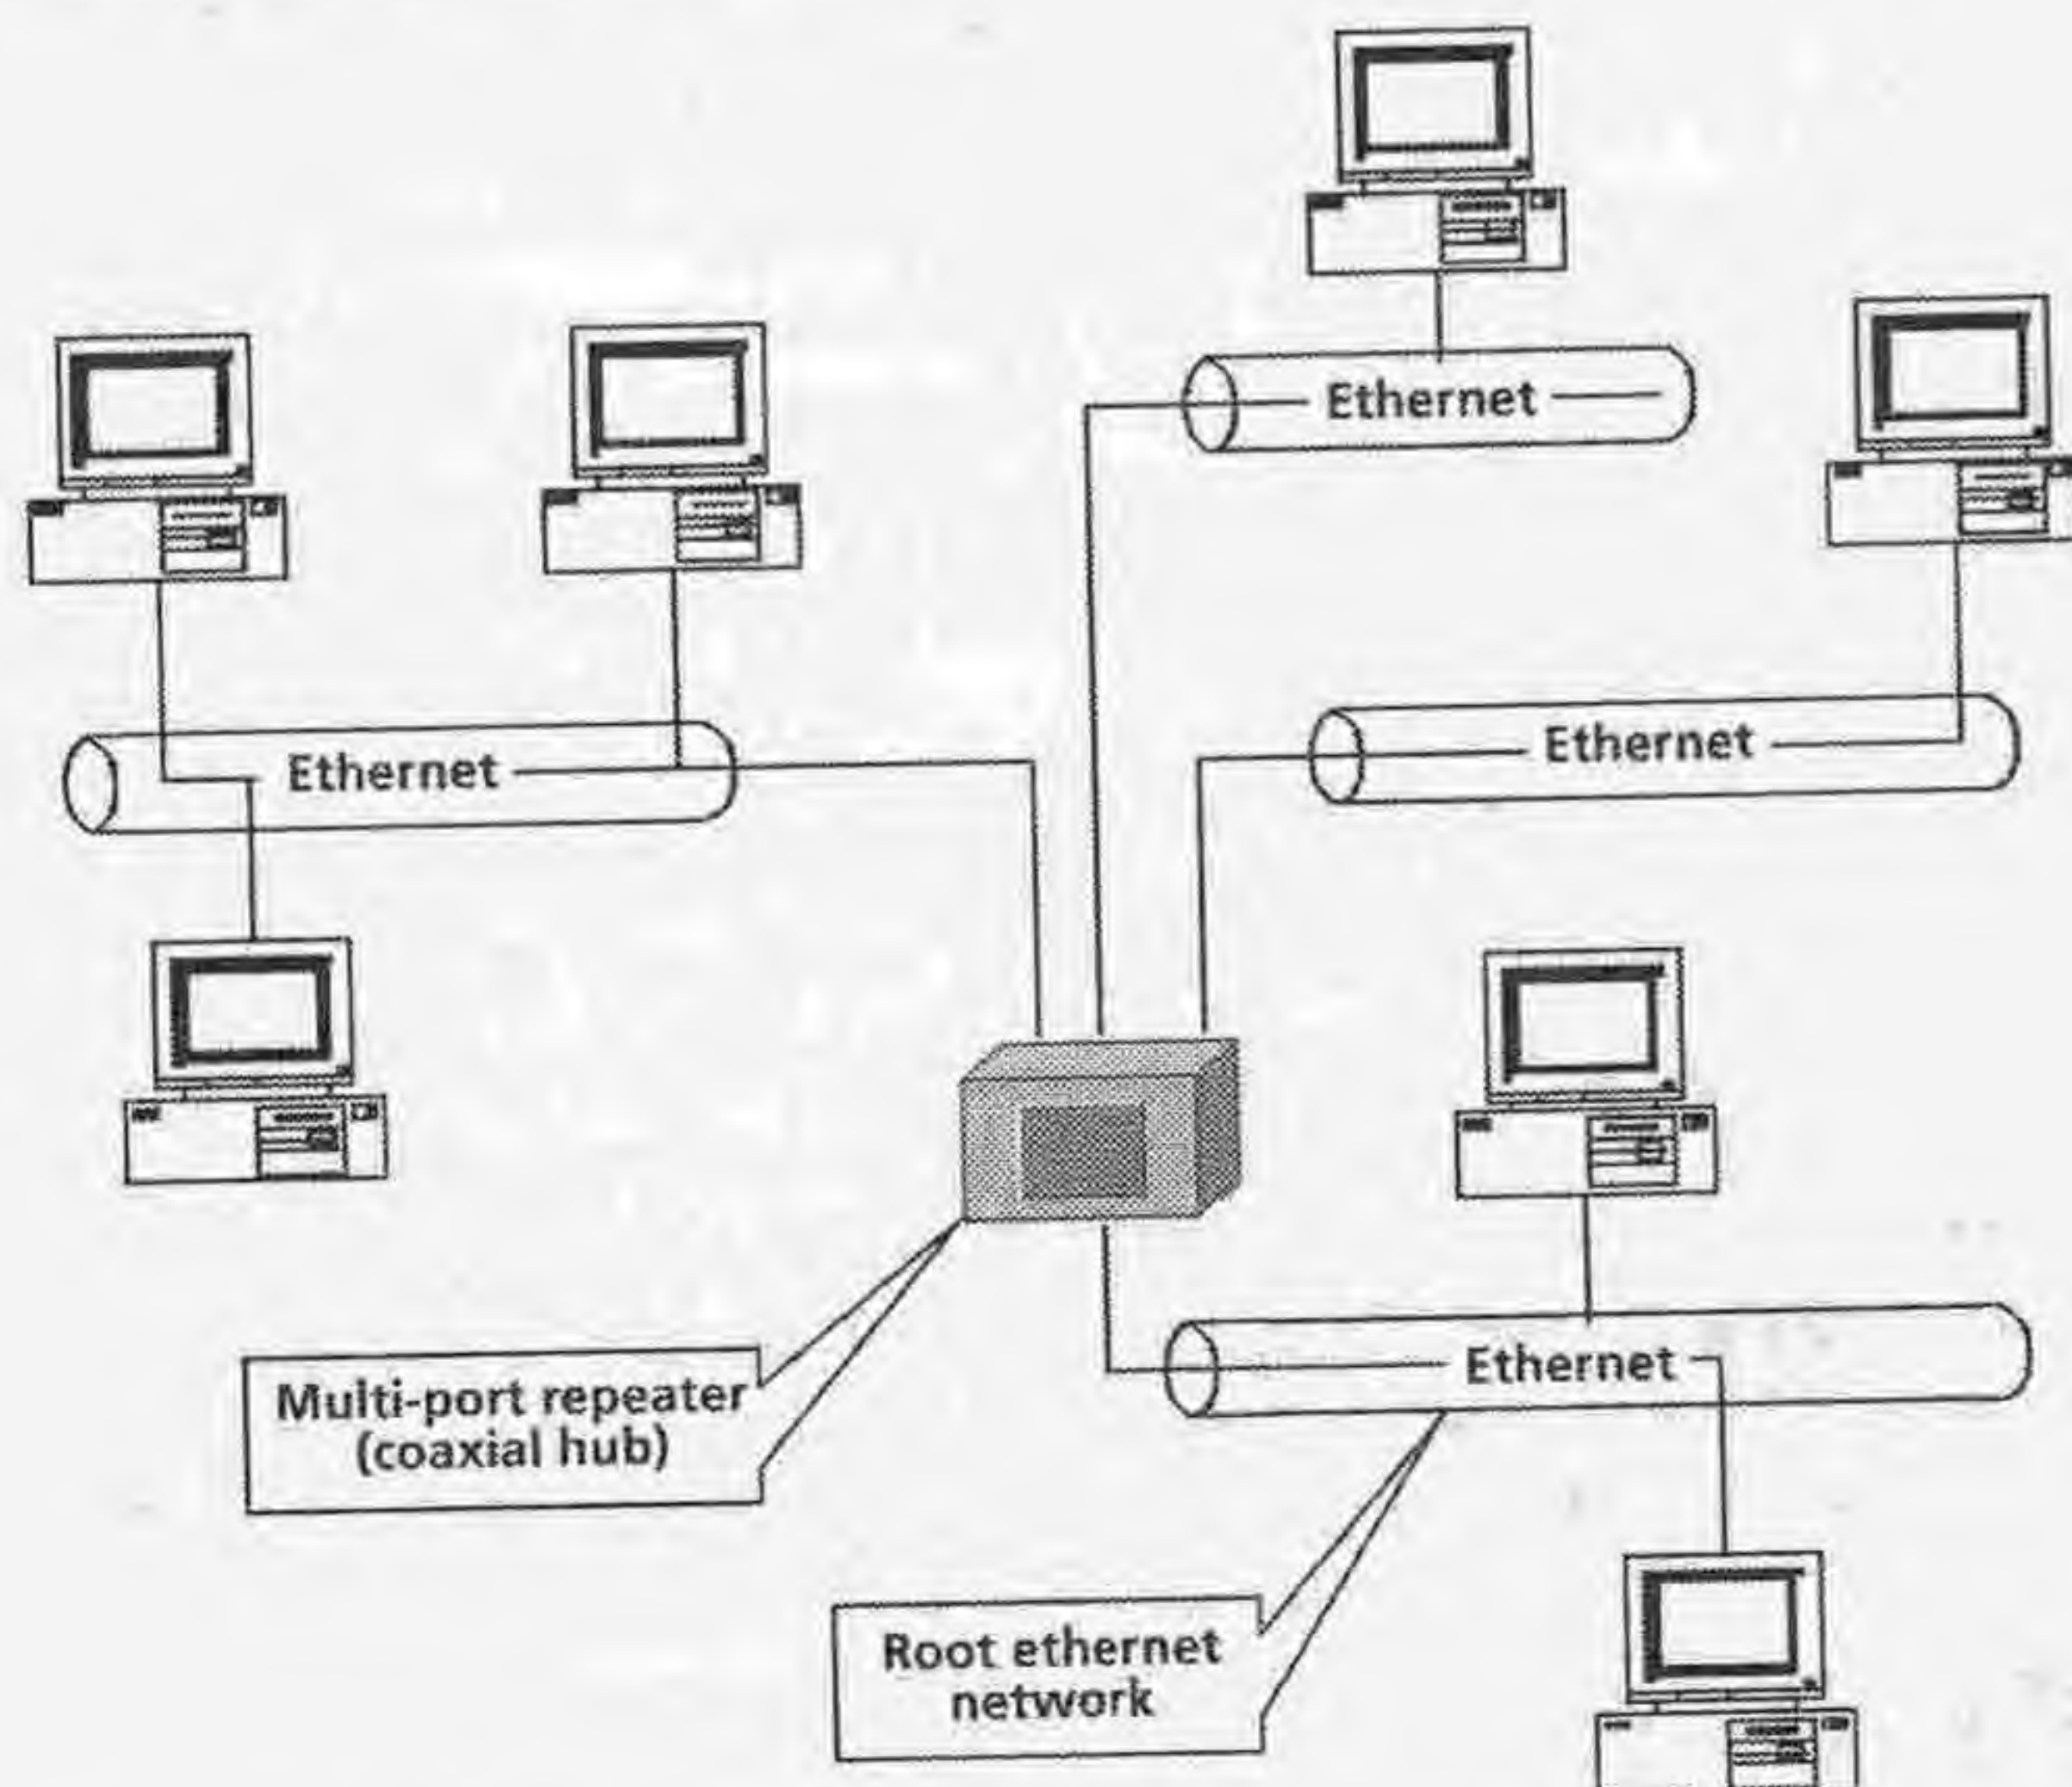 Ethernet
Ethernet
Ethernet
Ethernet
Multi-port repeater
(coaxial hub)
Root ethernet
network